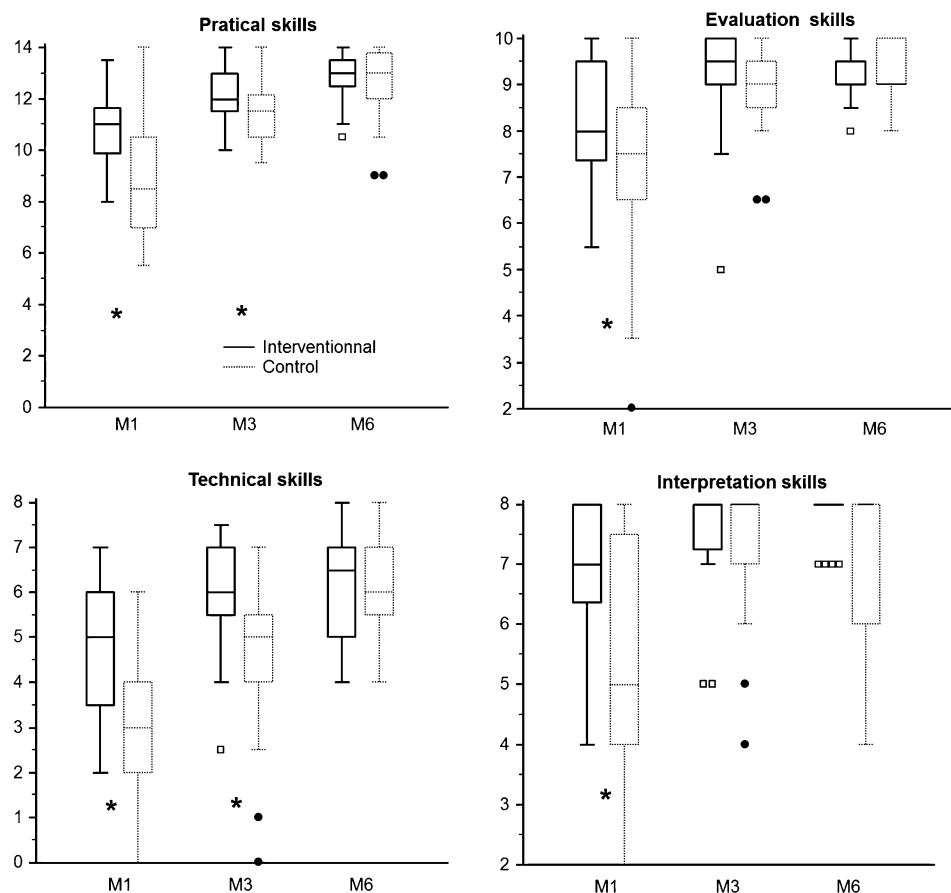 Pratical skills
14
12
10
8
6
4
2
0
*
*
Interventionnal
Control
M1
M3
M6
Evaluation skills
10
9
8
7
6
5
4
3
2
*
M1
M3
M6
Technical skills
8
7
6
5
4
3
2
1
0
*
*
M1
M3
M6
Interpretation skills
8
7
6
5
4
3
2
*
M1
M3
M6